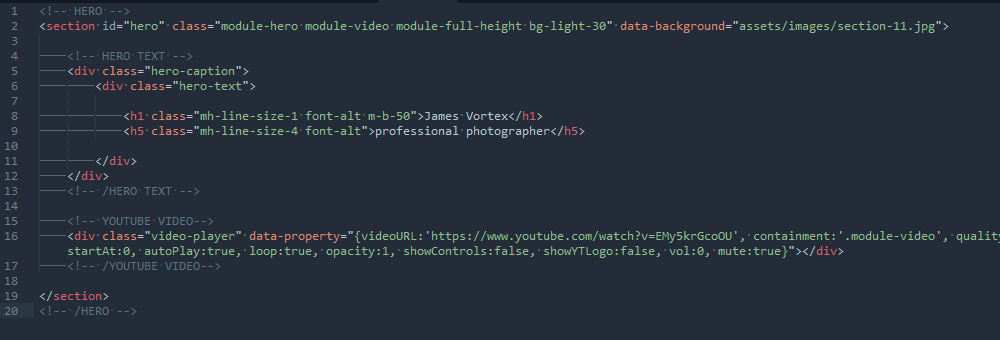 1 <!-- HERO -->
2 <section id="hero" class="module-hero module-video module-full-height bg-light-30" data-background="assets/images/section-11.jpg">
3
4 <!-- HERO TEXT -->
5 <div class="hero-caption">
6 <div class="hero-text">
7
8 <h1 class="mh-line-size-1 font-alt m-b-50">James Vortex</h1>
9 <h5 class="mh-line-size-4 font-alt">professional photographer</h5>
10
11 </div>
12 </div>
13 <!-- /HERO TEXT -->
14
15 <!-- YOUTUBE VIDEO-->
16 <div class="video-player" data-property="{videoURL:'https://www.youtube.com/watch?v=EMy5krGcoOU', containment:'.module-video', quality
startAt:0, autoPlay:true, loop:true, opacity:1, showControls:false, showYTLogo:false, vol:0, mute:true}"></div>
17 <!-- /YOUTUBE VIDEO-->
18
19 </section>
20 <!-- /HERO -->